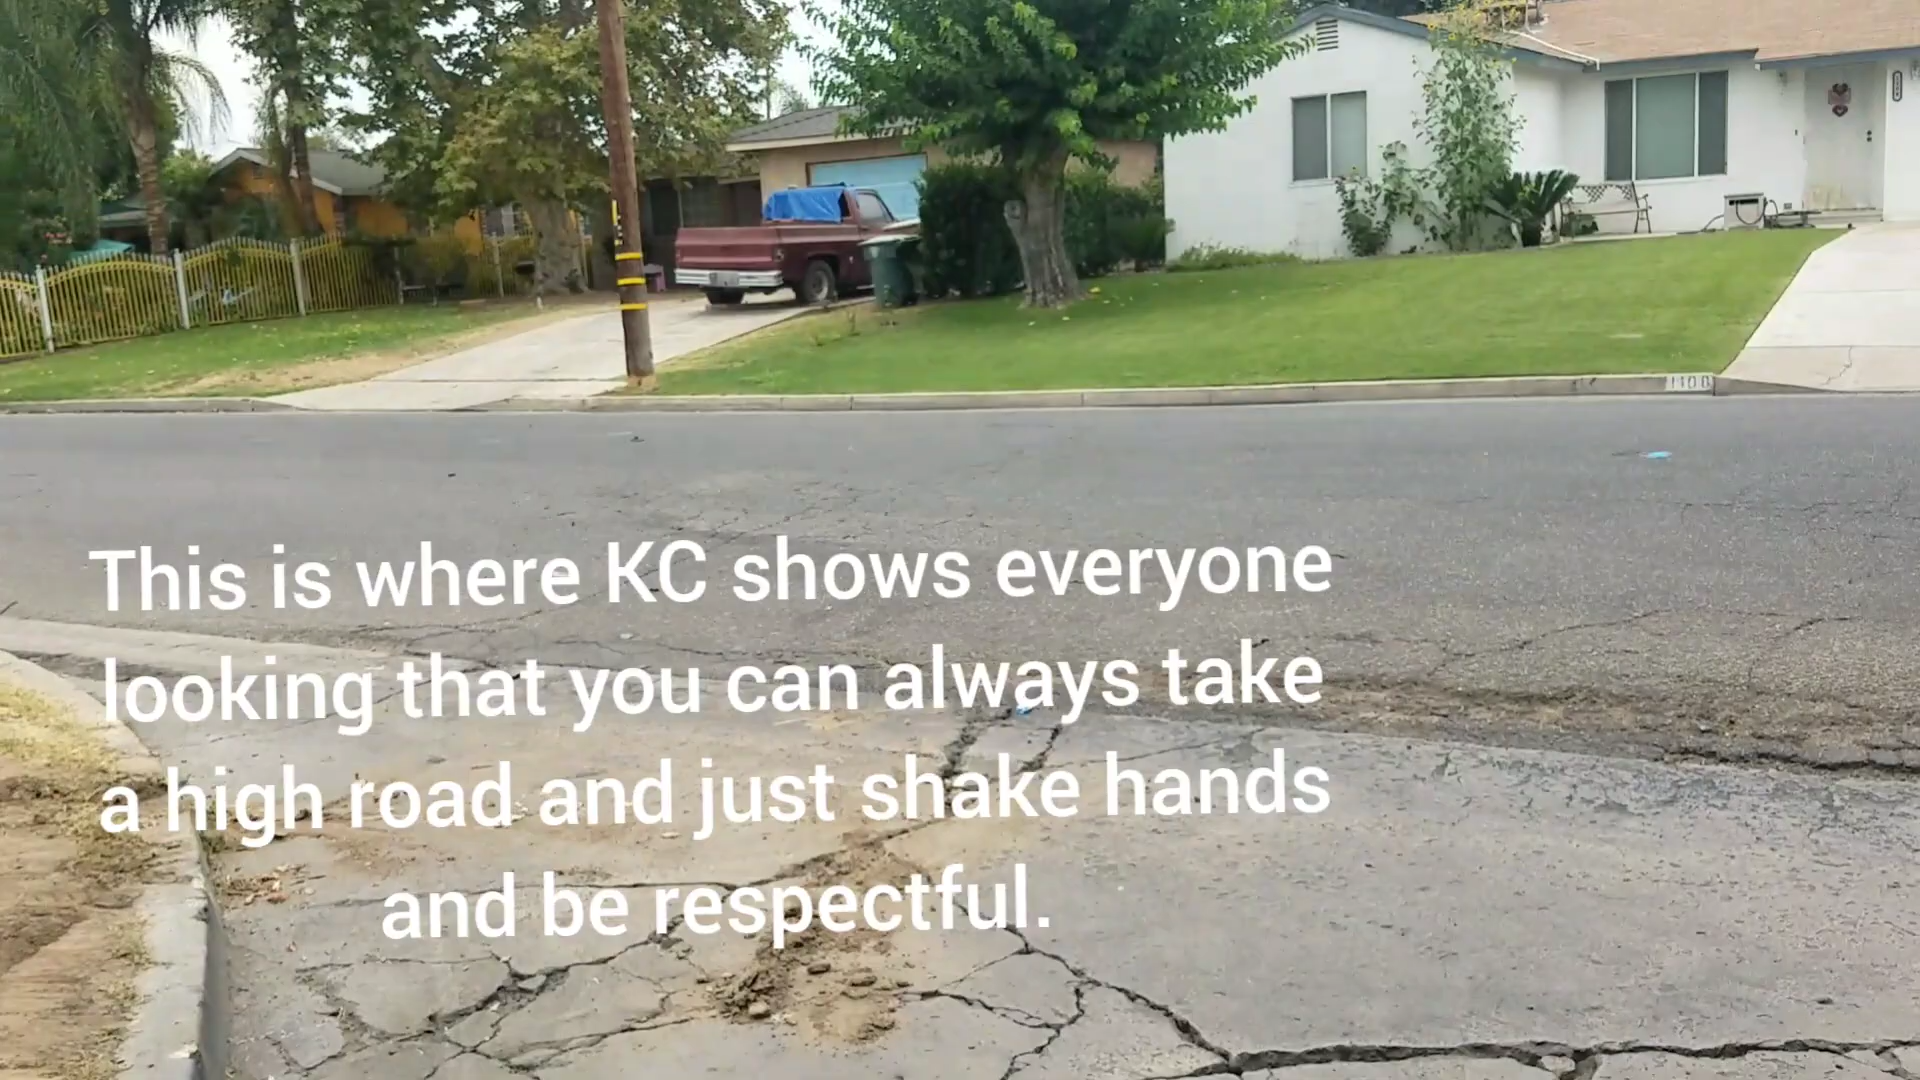 1100
This is where KC shows everyone
looking that you can always take
a high road and just shake hands
and be respectful.